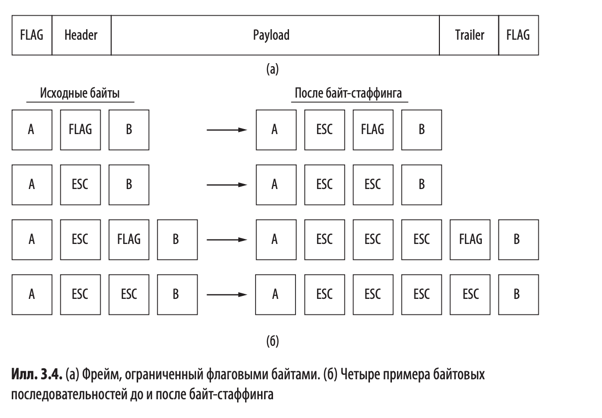 FLAG Header Payload Trailer FLAG
(а)
Исходные байты После байт-стаффинга
A FLAG B A ESC FLAG B
A ESC B A ESC ESC B
A ESC FLAG B A ESC ESC ESC FLAG B
A ESC ESC B A ESC ESC ESC ESC B
(б)
Илл. 3.4. (а) Фрейм, ограниченный флаговыми байтами. (б) Четыре примера байтовых
последовательностей до и после байт-стаффинга